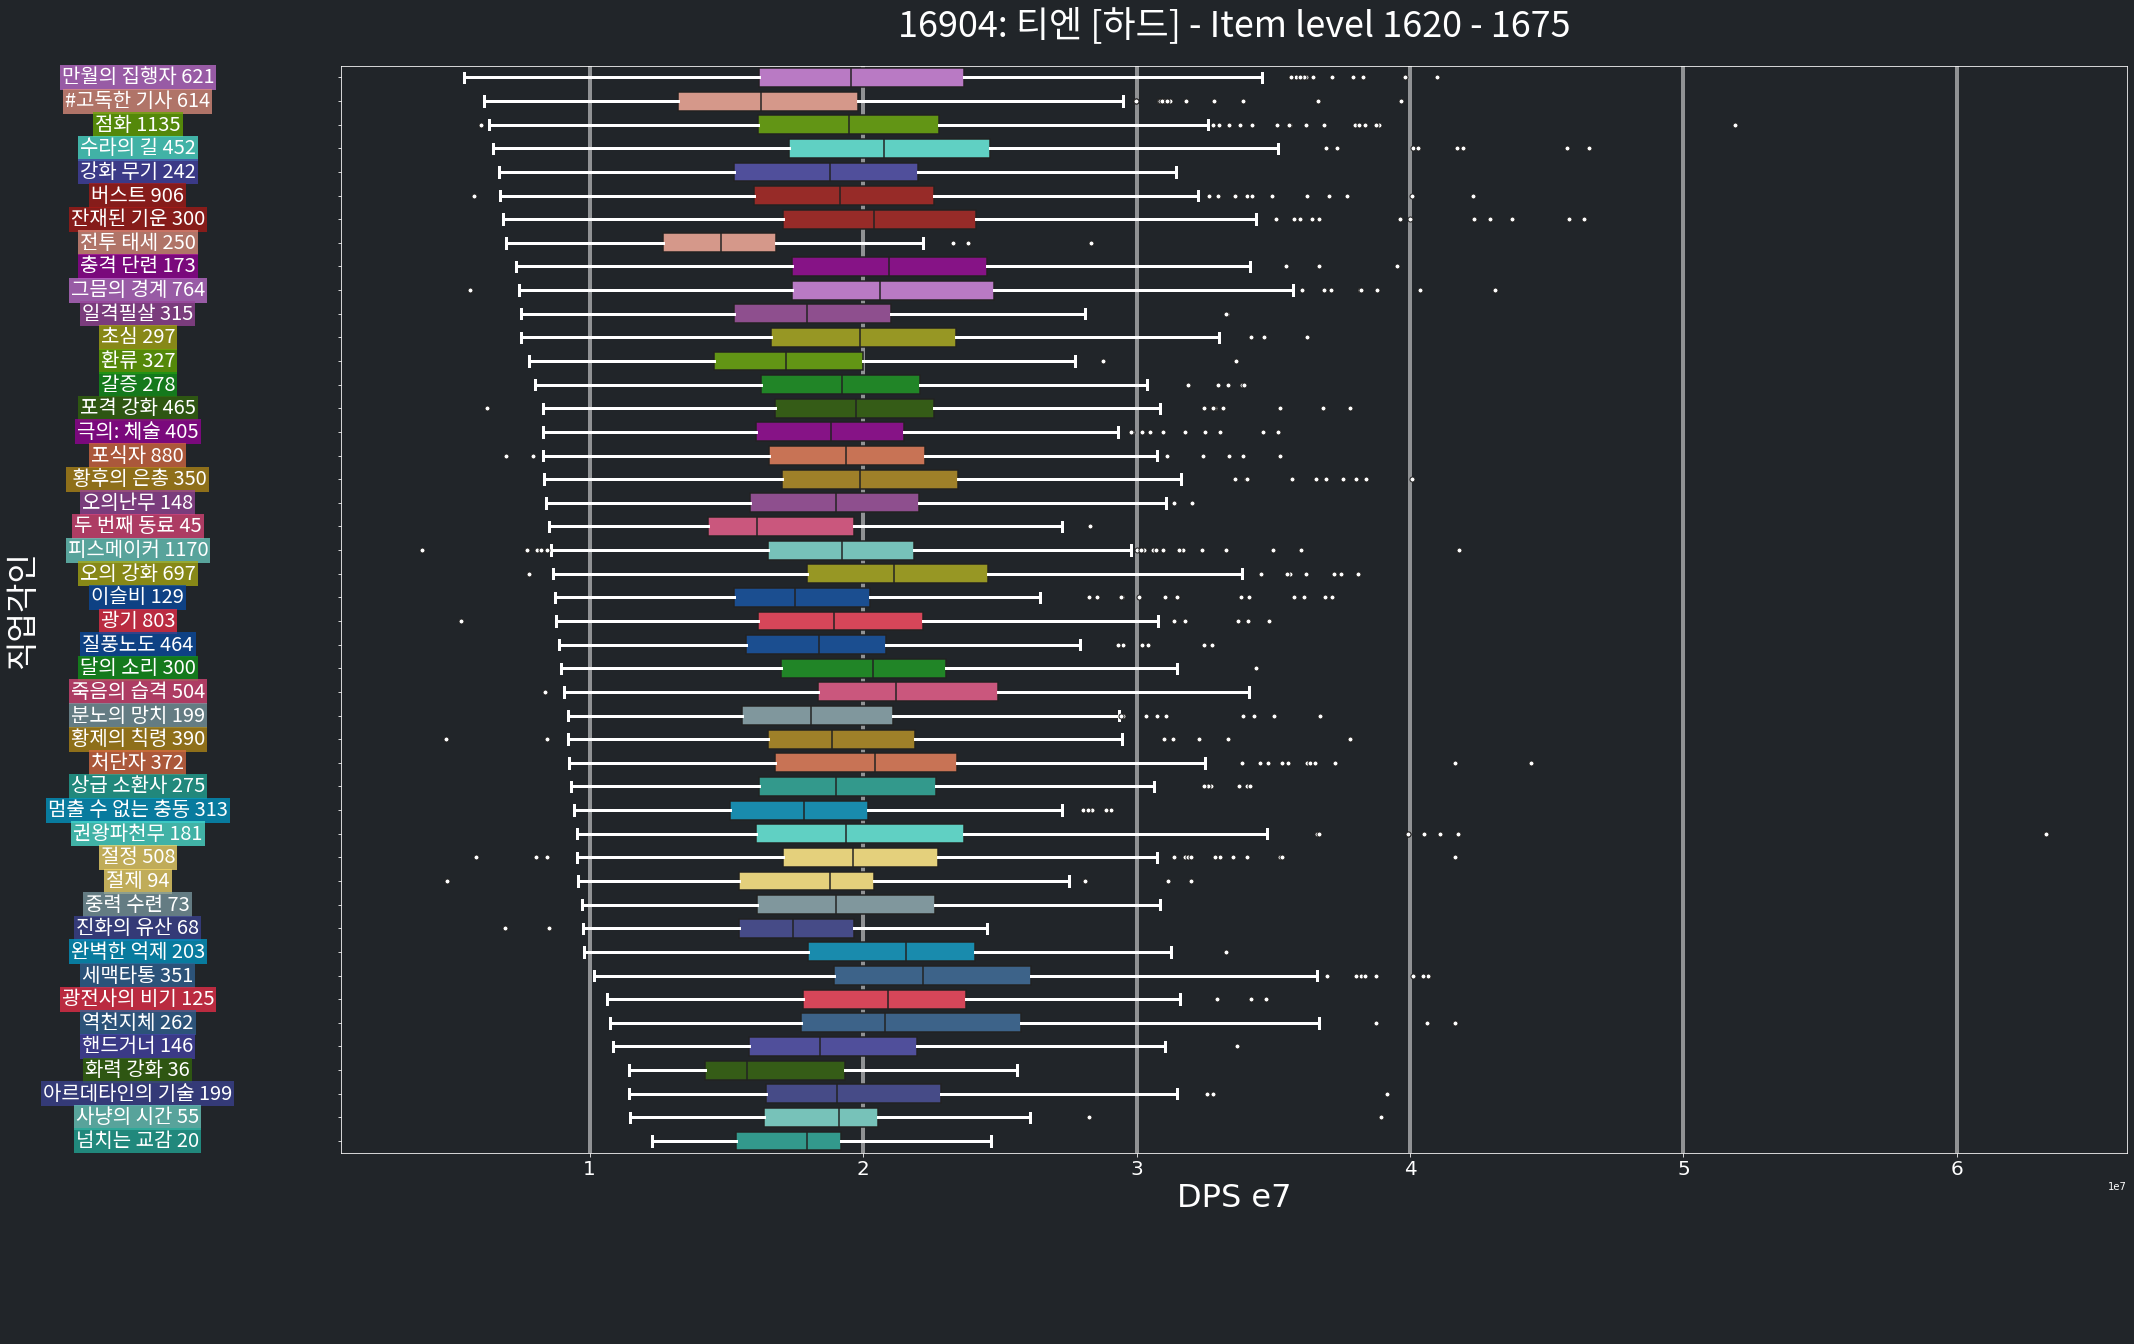 16904: 티엔 [하드] - Item level 1620 - 1675
만월의 집행자 621
#고독한 기사 614
점화 1135
수라의 길 452
강화 무기 242
버스트 906
잔재된 기운 300
전투 태세 250
충격 단련 173
그믐의 경계 764
일격필살 315
초심 297
환류 327
갈증 278
포격 강화 465
극의: 체술 405
포식자 880
황후의 은총 350
오의난무 148
두 번째 동료 45
피스메이커 1170
오의 강화 697
이슬비 129
광기 803
질풍노도 464
달의 소리 300
죽음의 습격 504
분노의 망치 199
황제의 칙령 390
처단자 372
상급 소환사 275
멈출 수 없는 충동 313
권왕파천무 181
절정 508
절제 94
중력 수련 73
진화의 유산 68
완벽한 억제 203
세맥타통 351
광전사의 비기 125
역천지체 262
핸드거너 146
화력 강화 36
아르데타인의 기술 199
사냥의 시간 55
넘치는 교감 20
직업각인
1 2 3 4 5 6
1e7
DPS e7